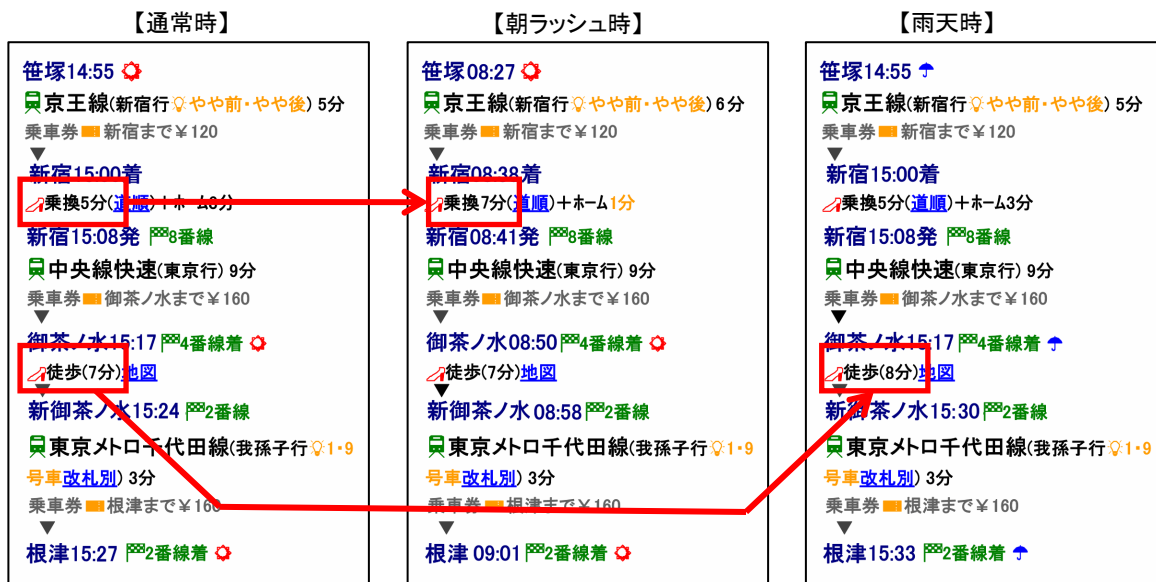 【通常時】
笹塚14:55
京王線(新宿行 やや前・やや後) 5分
乗車券 新宿まで￥120
新宿15:00着
乗換5分(道順)＋ホーム3分
新宿15:08発 8番線
中央線快速(東京行) 9分
乗車券 御茶ノ水まで￥160
御茶ノ水15:17 4番線着
徒歩(7分)地図
新御茶ノ水15:24 2番線
東京メトロ千代田線(我孫子行 1・9
号車改札別) 3分
乗車券 根津まで￥160
根津15:27 2番線着
【朝ラッシュ時】
笹塚08:27
京王線(新宿行 やや前・やや後) 6分
乗車券 新宿まで￥120
新宿08:38着
乗換7分(道順)＋ホーム1分
新宿08:41発 8番線
中央線快速(東京行) 9分
乗車券 御茶ノ水まで￥160
御茶ノ水08:50 4番線着
徒歩(7分)地図
新御茶ノ水08:58 2番線
東京メトロ千代田線(我孫子行 1・9
号車改札別) 3分
乗車券 根津まで￥160
根津 09:01 2番線着
【雨天時】
笹塚14:55
京王線(新宿行 やや前・やや後) 5分
乗車券 新宿まで￥120
新宿15:00着
乗換5分(道順)＋ホーム3分
新宿15:08発 8番線
中央線快速(東京行) 9分
乗車券 御茶ノ水まで￥160
御茶ノ水15:17 4番線着
徒歩(8分)地図
新御茶ノ水15:30 2番線
東京メトロ千代田線(我孫子行 1・9
号車改札別) 3分
乗車券 根津まで￥160
根津15:33 2番線着